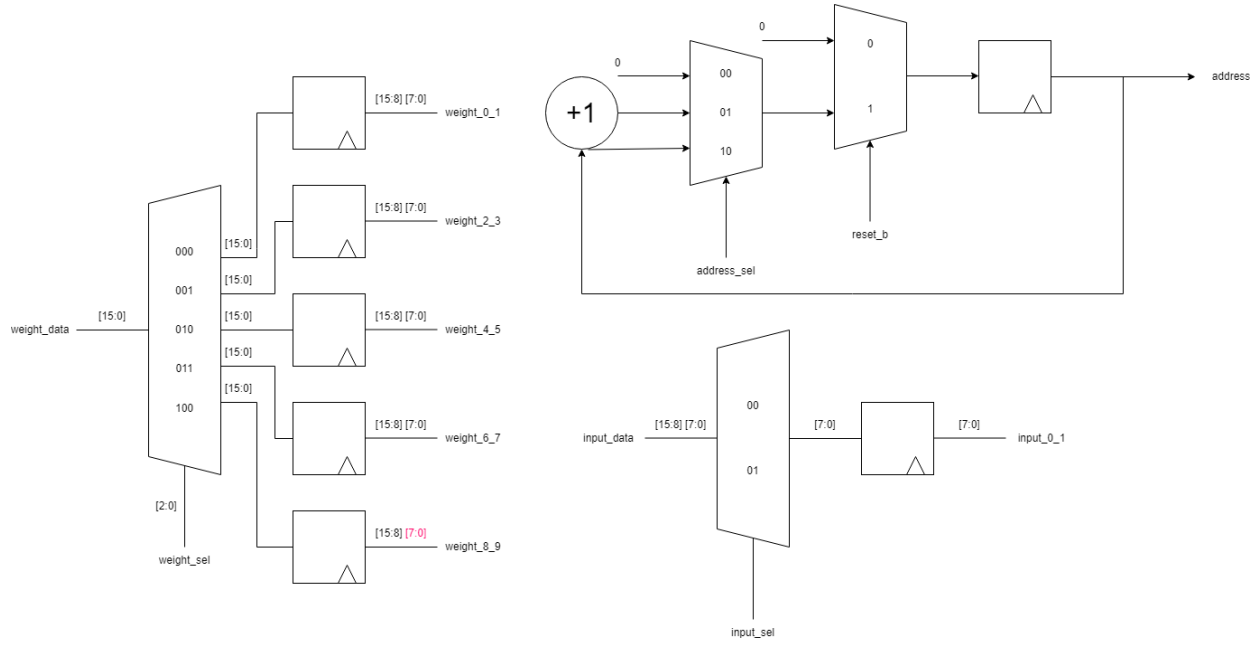 weight_data
[15:0]
000
001
010
011
100
[2:0]
weight_sel
[15:0]
[15:0]
[15:0]
[15:0]
[15:0]
[15:8] [7:0]
weight_0_1
[15:8] [7:0]
weight_2_3
[15:8] [7:0]
weight_4_5
[15:8] [7:0]
weight_6_7
[15:8] [7:0]
weight_8_9
+1
0
00
01
10
address_sel
0
0
1
reset_b
address
input_data
[15:8] [7:0]
00
01
input_sel
[7:0]
[7:0]
input_0_1